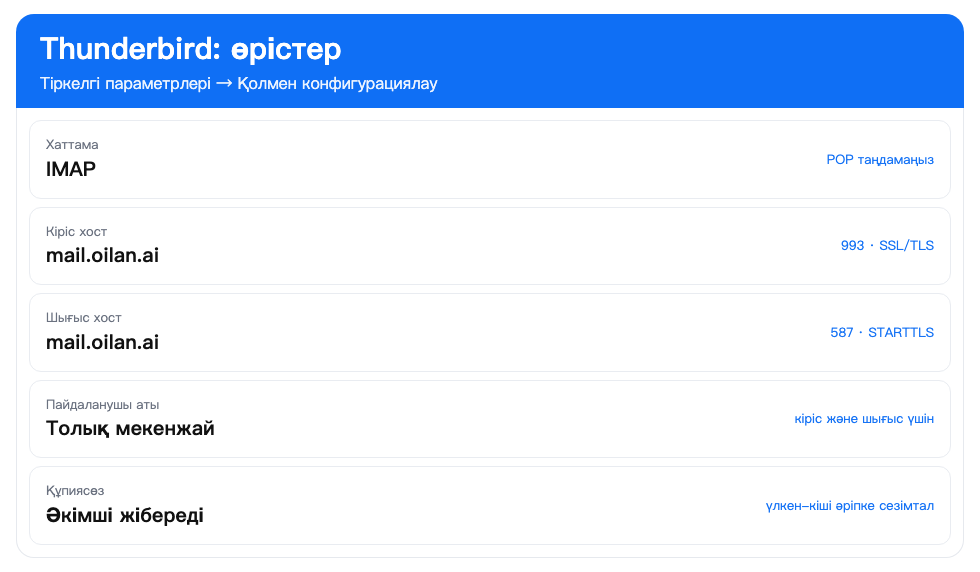 Thunderbird: өрістер
Тіркелгі параметрлері → Қолмен конфигурациялау
Хаттама
IMAP
POP таңдамаңыз
Кіріс хост
mail.oilan.ai
993 · SSL/TLS
Шығыс хост
mail.oilan.ai
587 · STARTTLS
Пайдаланушы аты
Толық мекенжай
кіріс және шығыс үшін
Құпиясөз
Әкімші жібереді
үлкен–кіші әріпке сезімтал